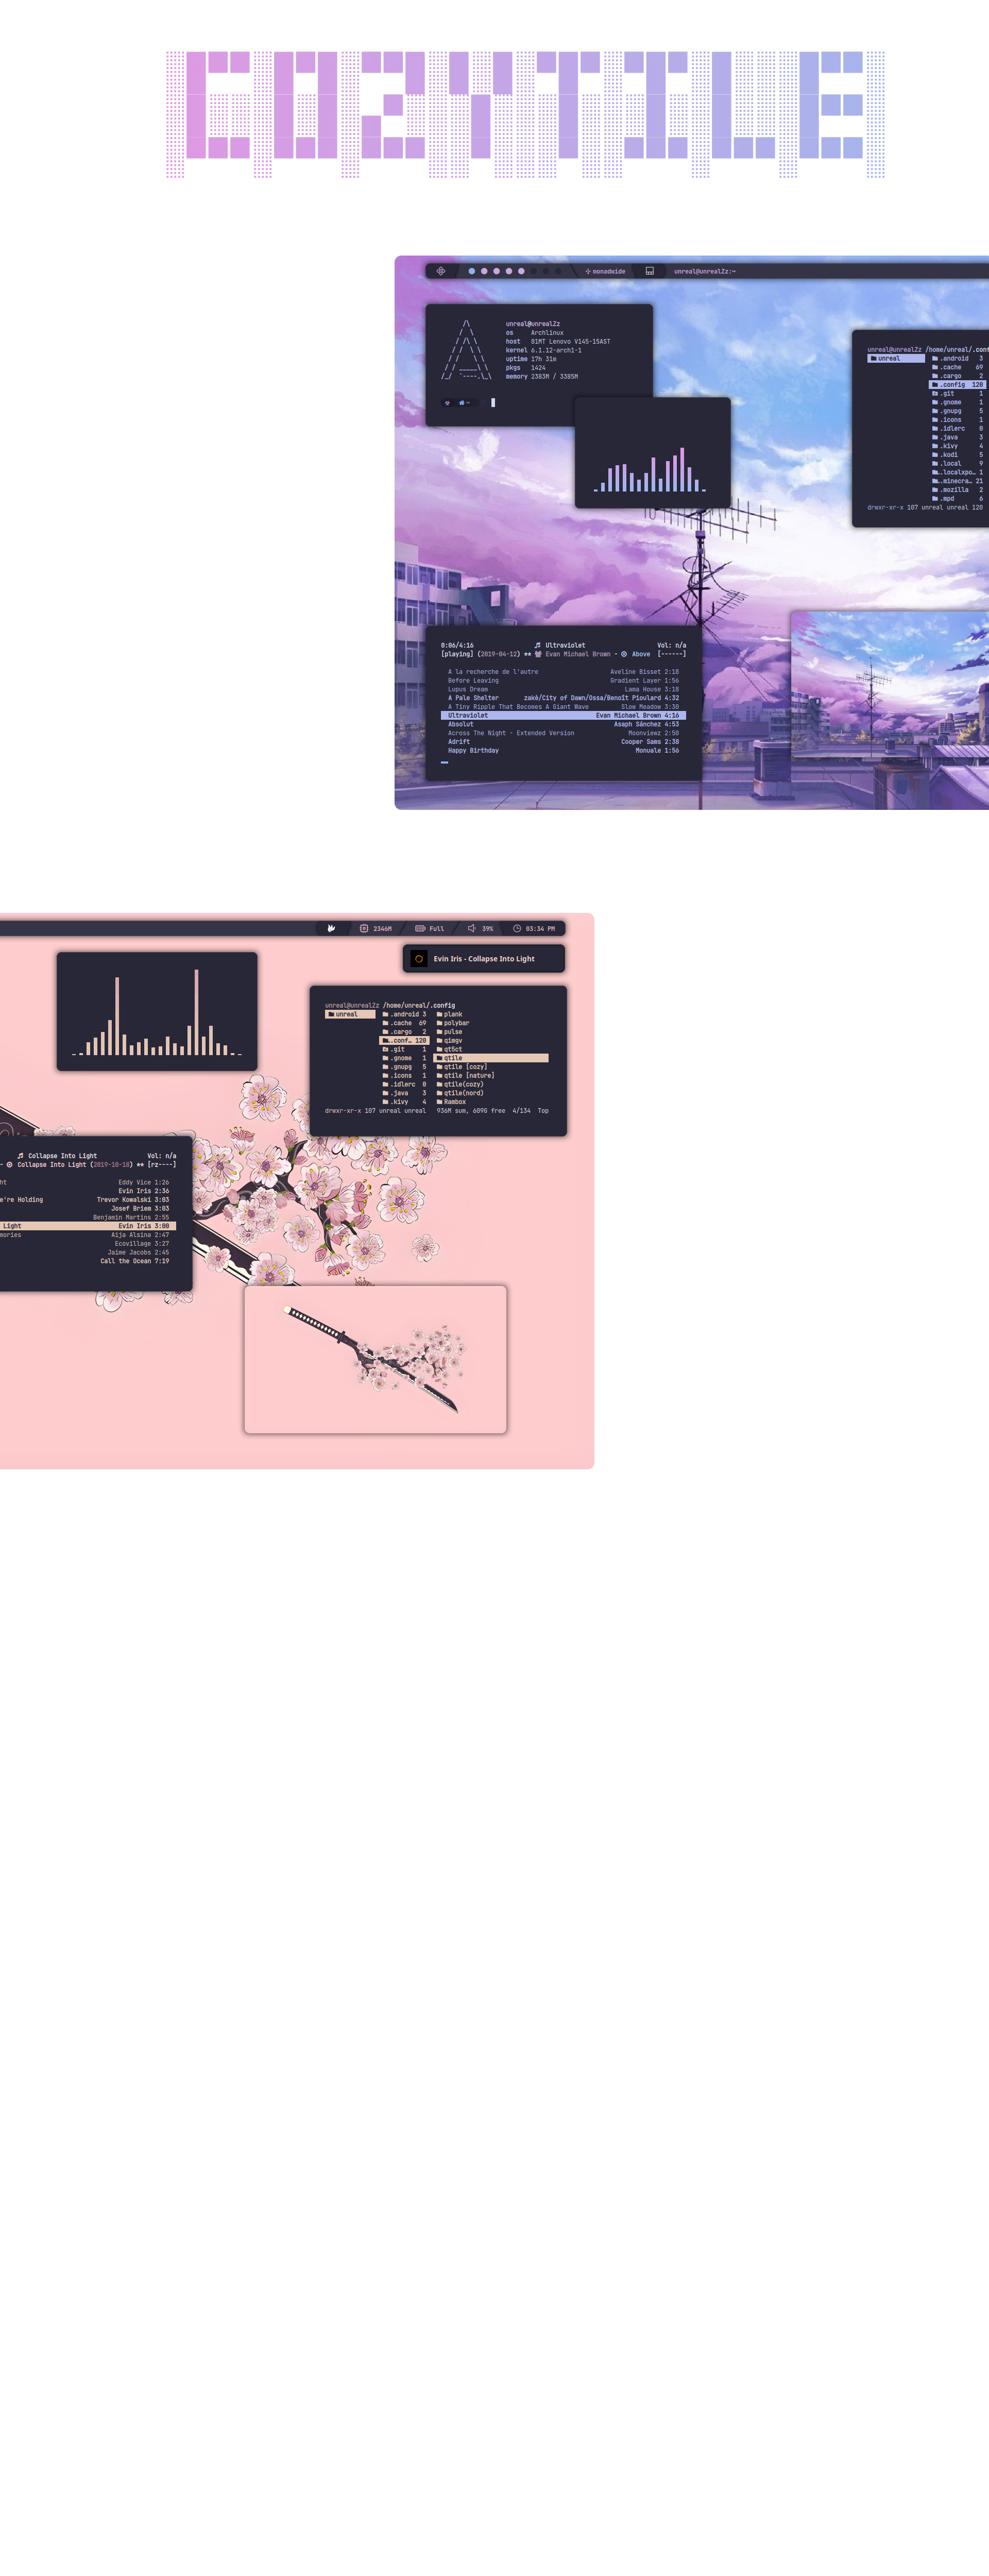 monadwide unreal@unrealZz:~
unreal@unrealZz
os Archlinux
host 81MT Lenovo V145-15AST
kernel 6.1.12-arch1-1
uptime 17h 31m
pkgs 1424
memory 2383M / 3385M
unreal@unrealZz /home/unreal/.conf
unreal .android 3
.cache 69
.cargo 2
.config 120
.git 1
.gnome 1
.gnupg 5
.icons 1
.idlerc 0
.java 3
.kivy 4
.kodi 5
.local 9
..localxpo… 1
..minecra… 21
.mozilla 2
.mpd 6
drwxr-xr-x 107 unreal unreal 120
0:06/4:16 Ultraviolet Vol: n/a
[playing] (2019-04-12) ** Evan Michael Brown - Above [------]
A la recherche de l'autre Aveline Bisset 2:18
Before Leaving Gradient Layer 1:56
Lupus Dream Lama House 3:18
A Pale Shelter zakè/City of Dawn/Ossa/Benoît Pioulard 4:32
A Tiny Ripple That Becomes A Giant Wave Slow Meadow 3:30
Ultraviolet Evan Michael Brown 4:16
Absolut Asaph Sánchez 4:53
Across The Night - Extended Version Moonviewz 2:50
Adrift Cooper Sams 2:38
Happy Birthday Monuale 1:56
2346M Full 39% 03:34 PM
Evin Iris - Collapse Into Light
unreal@unrealZz /home/unreal/.config
unreal .android 3 plank
.cache 69 polybar
.cargo 2 pulse
..conf… 120 qimgv
.git 1 qt5ct
.gnome 1 qtile
.gnupg 5 qtile [cozy]
.icons 1 qtile [nature]
.idlerc 0 qtile(cozy)
.java 3 qtile(nord)
.kivy 4 Rambox
drwxr-xr-x 107 unreal unreal 936M sum, 609G free 4/134 Top
Collapse Into Light Vol: n/a
- Collapse Into Light (2019-10-18) ** [rz----]
ht Eddy Vice 1:26
Evin Iris 2:36
e're Holding Trevor Kowalski 3:03
Josef Briem 3:03
Benjamin Martins 2:55
Light Evin Iris 3:00
mories Aija Alsina 2:47
Ecovillage 3:27
Jaime Jacobs 2:45
Call the Ocean 7:19